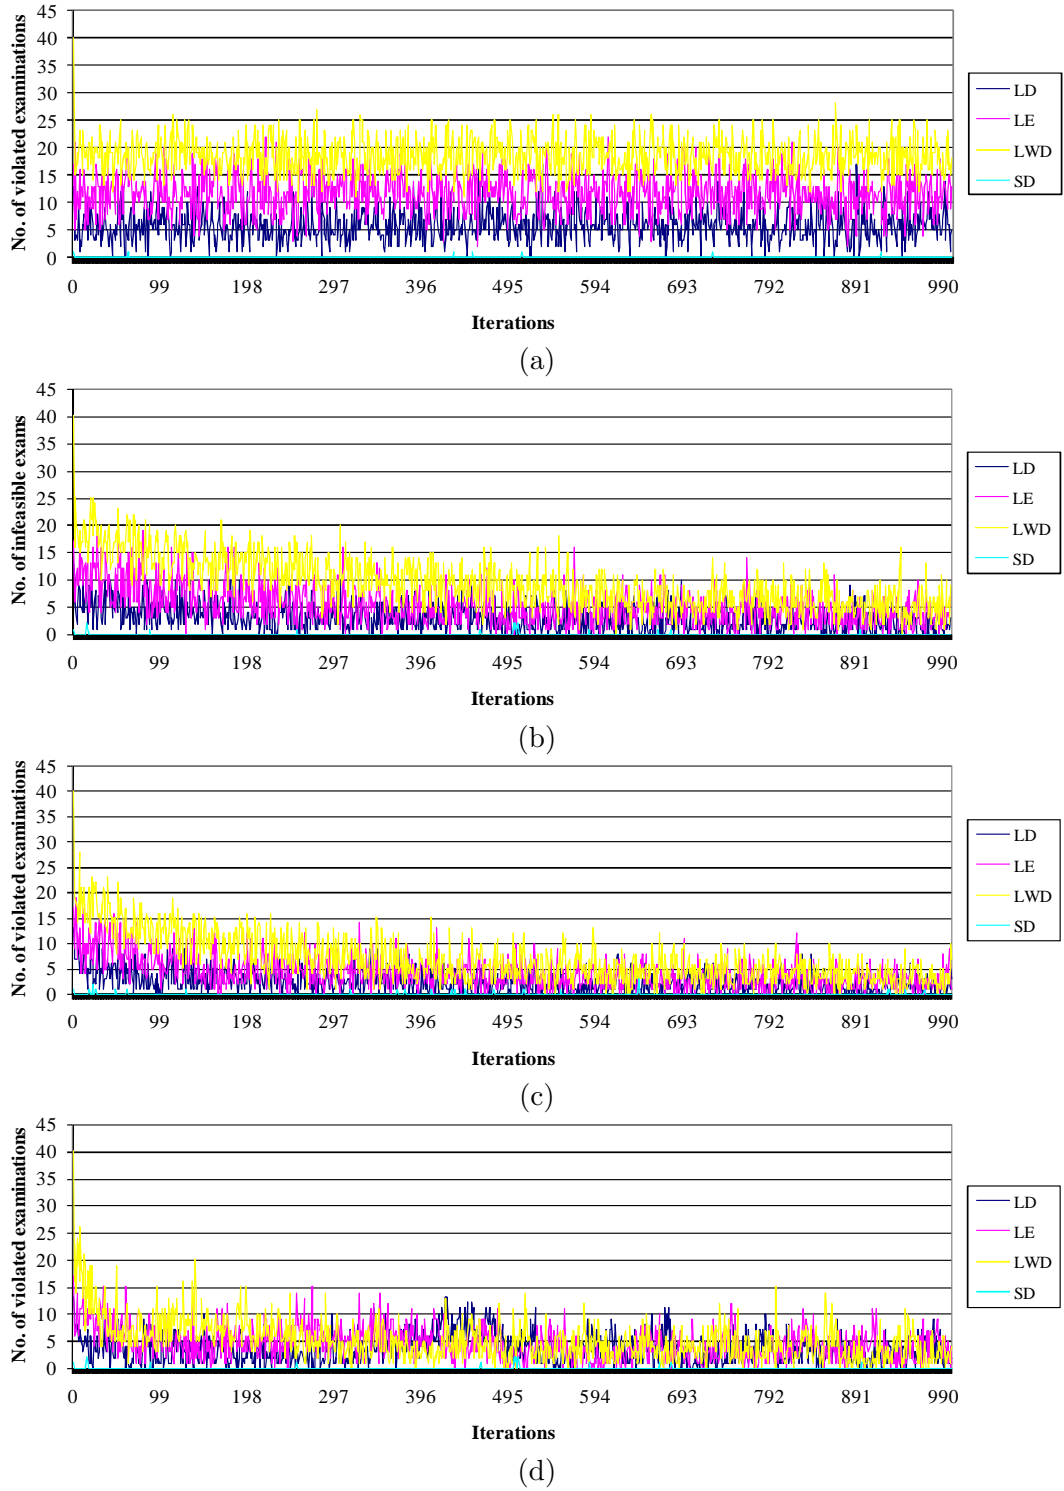 No. of violated examinations
45
40
35
30
25
20
15
10
5
0
0 99 198 297 396 495 594 693 792 891 990
Iterations
LD
LE
LWD
SD
(a)
No. of infeasible exams
45
40
35
30
25
20
15
10
5
0
0 99 198 297 396 495 594 693 792 891 990
Iterations
LD
LE
LWD
SD
(b)
No. of violated examinations
45
40
35
30
25
20
15
10
5
0
0 99 198 297 396 495 594 693 792 891 990
Iterations
LD
LE
LWD
SD
(c)
No. of violated examinations
45
40
35
30
25
20
15
10
5
0
0 99 198 297 396 495 594 693 792 891 990
Iterations
LD
LE
LWD
SD
(d)